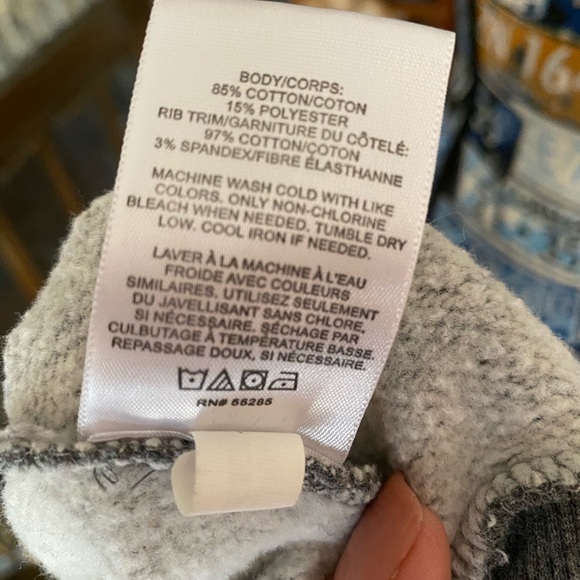 BODY/CORPS:
85% COTTON/COTON
15% POLYESTER
RIB TRIM/GARNITURE DU CÔTELÉ:
97% COTTON/COTON
3% SPANDEX/FIBRE ÉLASTHANNE
MACHINE WASH COLD WITH LIKE
COLORS. ONLY NON-CHLORINE
BLEACH WHEN NEEDED. TUMBLE DRY
LOW. COOL IRON IF NEEDED.
LAVER À LA MACHINE À L'EAU
FROIDE AVEC COULEURS
SIMILAIRES. UTILISEZ SEULEMENT
DU JAVELLISANT SANS CHLORE,
SI NÉCESSAIRE. SÉCHAGE PAR
CULBUTAGE À TEMPÉRATURE BASSE.
REPASSAGE DOUX, SI NÉCESSAIRE.
RN# 55285